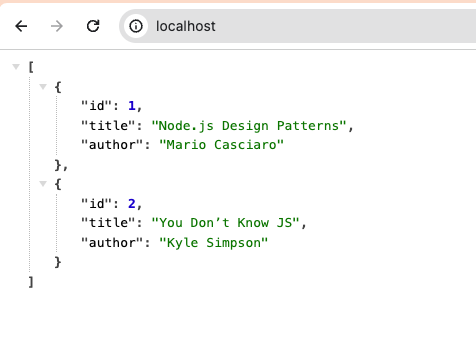 localhost
[
{
"id": 1,
"title": "Node.js Design Patterns",
"author": "Mario Casciaro"
},
{
"id": 2,
"title": "You Don’t Know JS",
"author": "Kyle Simpson"
}
]